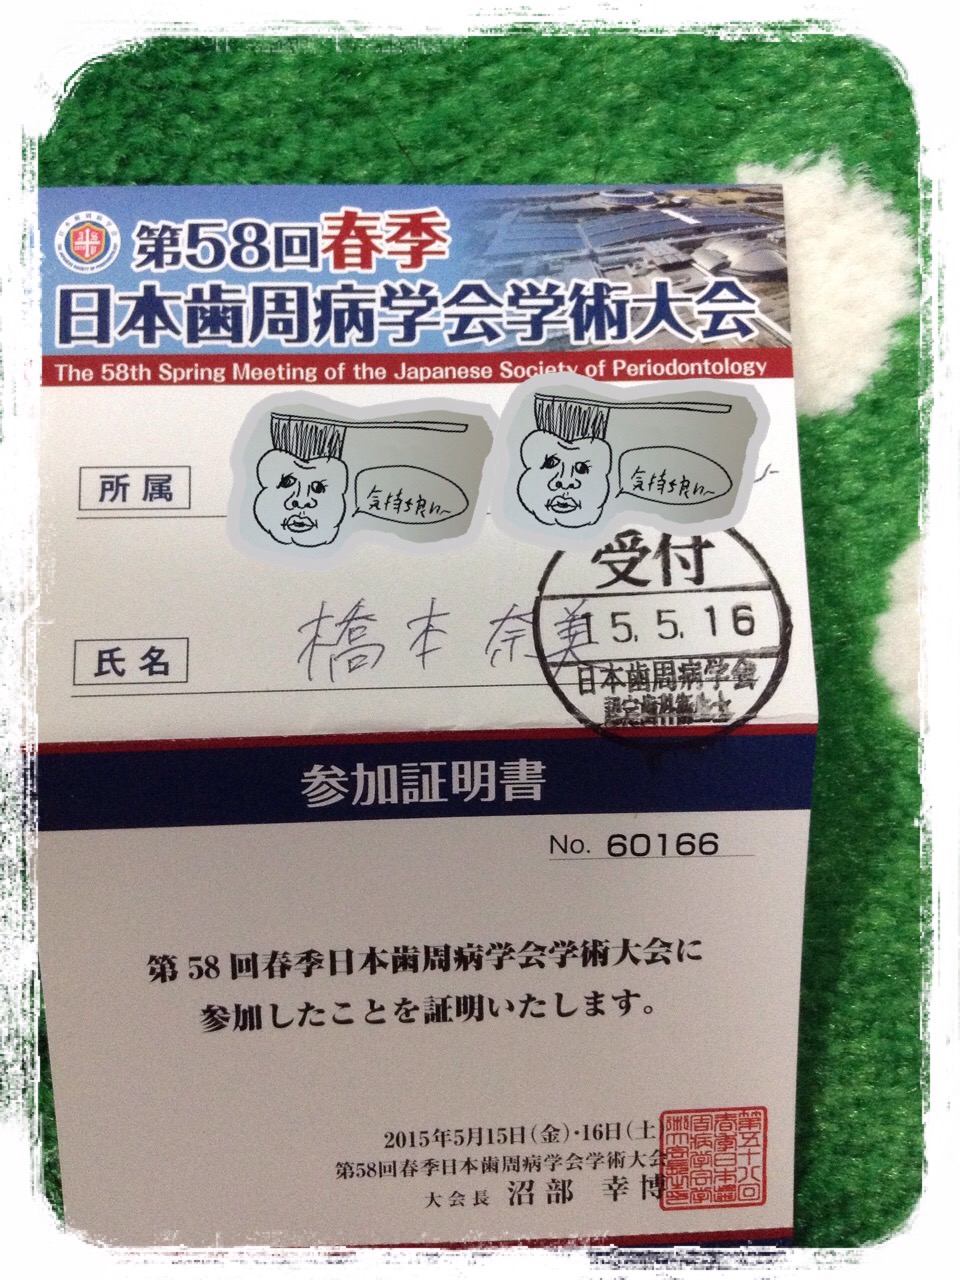 第58回春季
日本歯周病学会学術大会
The 58th Spring Meeting of the Japanese Society of Periodontology
気持ち良い〜
気持ち良い〜
所属
受付
15.5.16
日本歯周病学会
氏名
橋本 奈美
参加証明書
No. 60166
第58回春季日本歯周病学会学術大会に
参加したことを証明いたします。
2015年5月15日(金)・16日(土)
第58回春季日本歯周病学会学術大会
大会長 沼部 幸博